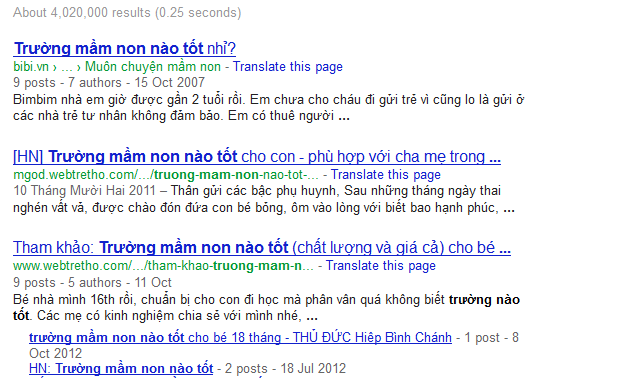 About 4,020,000 results (0.25 seconds)
Trường mầm non nào tốt nhỉ?
bibi.vn › ... › Muôn chuyện mầm non - Translate this page
9 posts - 7 authors - 15 Oct 2007
Bimbim nhà em giờ được gần 2 tuổi rồi. Em chưa cho cháu đi gửi trẻ vì cũng lo là gửi ở
các nhà trẻ tư nhân không đảm bảo. Em có thuê người ...
[HN] Trường mầm non nào tốt cho con - phù hợp với cha mẹ trong ...
mgod.webtretho.com/.../truong-mam-non-nao-tot-... - Translate this page
10 Tháng Mười Hai 2011 – Thân gửi các bậc phụ huynh, Sau những tháng ngày thai
nghén vất vả, được chào đón đứa con bé bỏng, ôm vào lòng với biết bao hạnh phúc, ...
Tham khảo: Trường mầm non nào tốt (chất lượng và giá cả) cho bé ...
www.webtretho.com/.../tham-khao-truong-mam-n... - Translate this page
9 posts - 5 authors - 11 Oct
Bé nhà mình 16th rồi, chuẩn bị cho con đi học mà phân vân quá không biết trường nào
tốt. Các mẹ có kinh nghiệm chia sẻ với mình nhé, ...
trường mầm non nào tốt cho bé 18 tháng - THỦ ĐỨC Hiệp Bình Chánh - 1 post - 8
Oct 2012
HN: Trường mầm non nào tốt - 2 posts - 18 Jul 2012